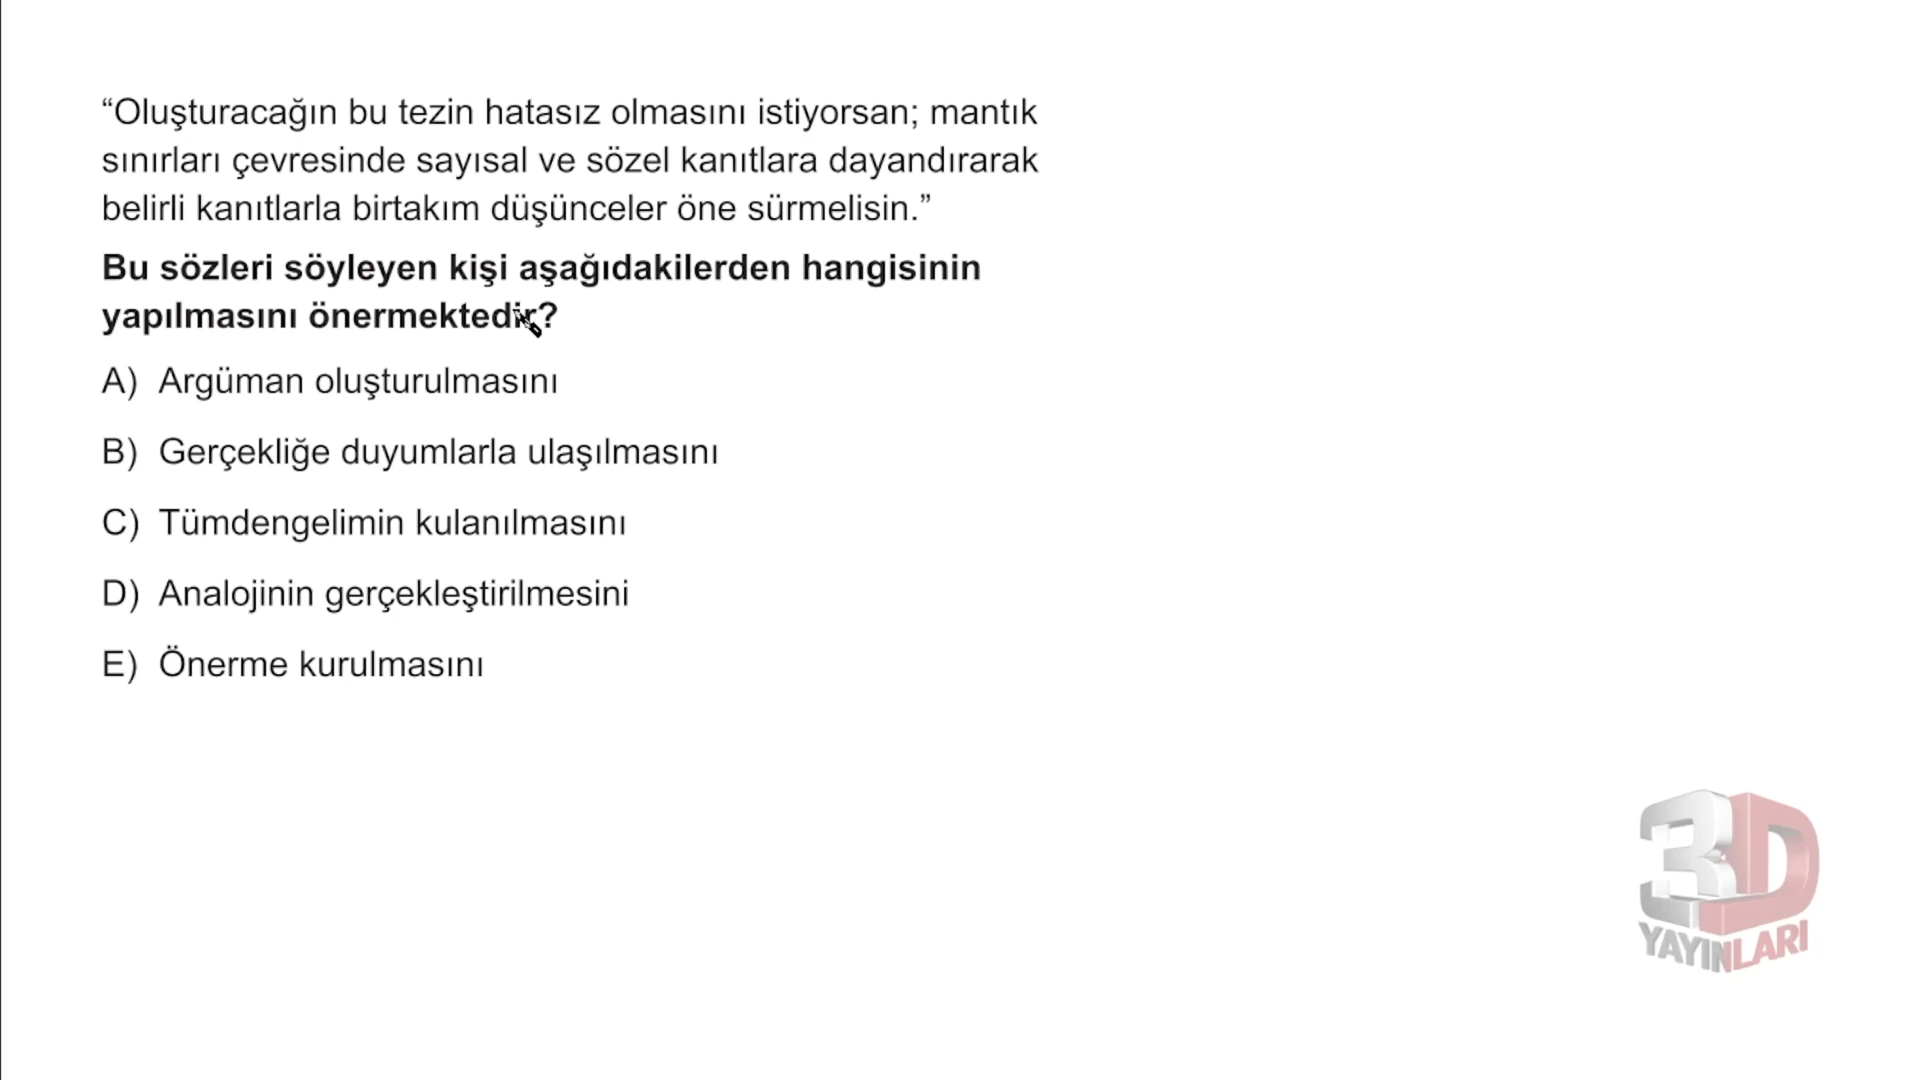 “Oluşturacağın bu tezin hatasız olmasını istiyorsan; mantık
sınırları çevresinde sayısal ve sözel kanıtlara dayandırarak
belirli kanıtlarla birtakım düşünceler öne sürmelisin.”
Bu sözleri söyleyen kişi aşağıdakilerden hangisinin
yapılmasını önermektedir?
A) Argüman oluşturulmasını
B) Gerçekliğe duyumlarla ulaşılmasını
C) Tümdengelimin kulanılmasını
D) Analojinin gerçekleştirilmesini
E) Önerme kurulmasını
3D
YAYINLARI